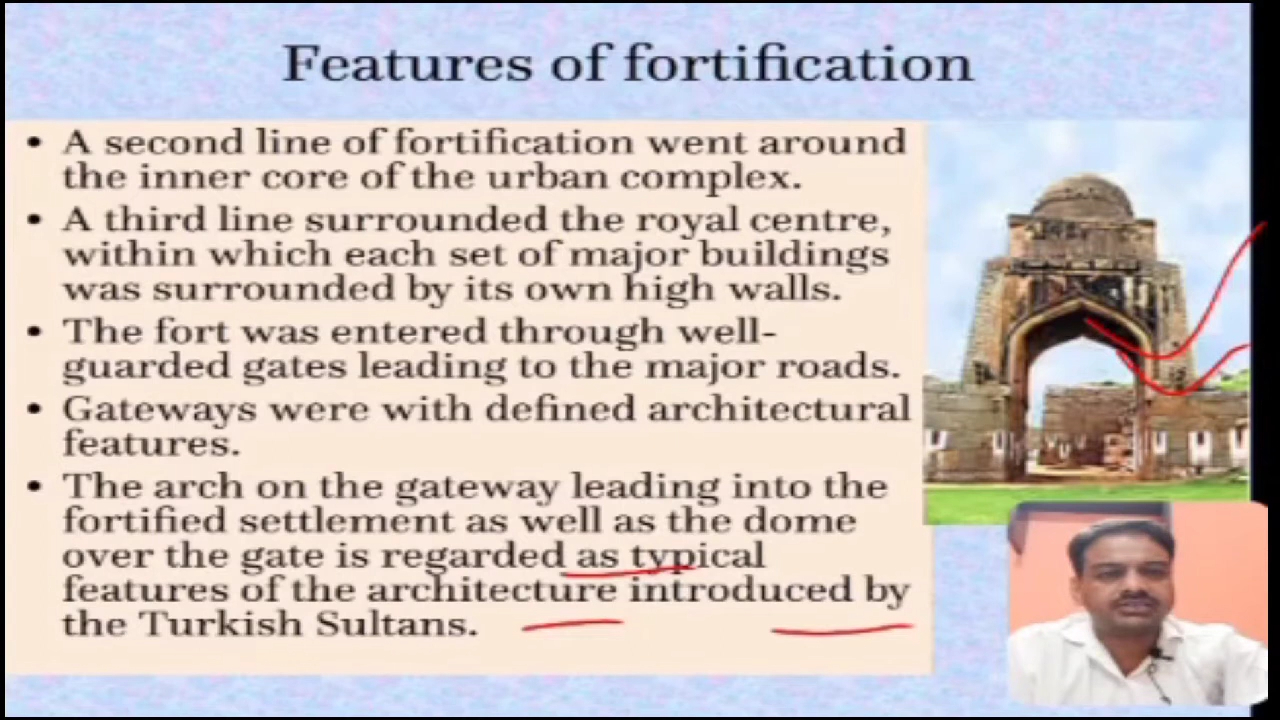 Features of fortification
• A second line of fortification went around
the inner core of the urban complex.
• A third line surrounded the royal centre,
within which each set of major buildings
was surrounded by its own high walls.
• The fort was entered through well-
guarded gates leading to the major roads.
• Gateways were with defined architectural
features.
• The arch on the gateway leading into the
fortified settlement as well as the dome
over the gate is regarded as typical
features of the architecture introduced by
the Turkish Sultans.